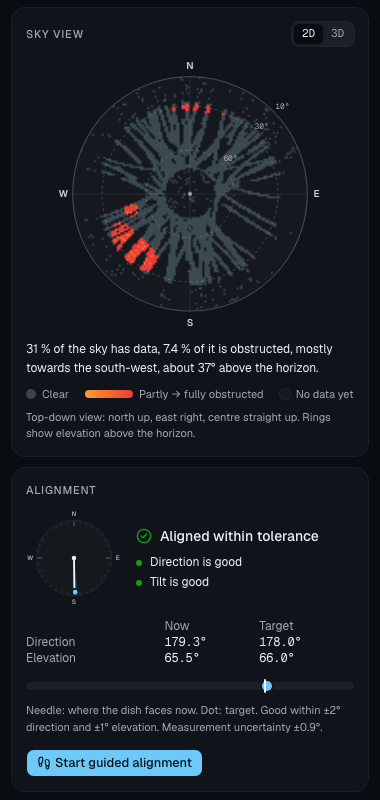 SKY VIEW
2D 3D
N
10°
30°
60°
W
E
S
31 % of the sky has data, 7.4 % of it is obstructed, mostly
towards the south-west, about 37° above the horizon.
Clear Partly → fully obstructed No data yet
Top-down view: north up, east right, centre straight up. Rings
show elevation above the horizon.
ALIGNMENT
N
W
E
S
Aligned within tolerance
Direction is good
Tilt is good
Now Target
Direction 179.3° 178.0°
Elevation 65.5° 66.0°
Needle: where the dish faces now. Dot: target. Good within ±2°
direction and ±1° elevation. Measurement uncertainty ±0.9°.
Start guided alignment